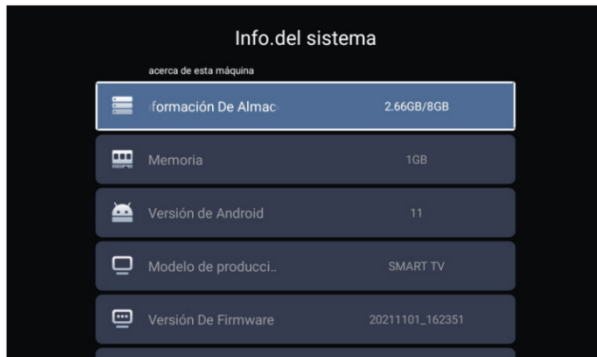 Info.del sistema
acerca de esta máquina
formación De Almac 2.66GB/8GB
Memoria 1GB
Versión de Android 11
Modelo de producci.. SMART TV
Versión De Firmware 20211101_162351